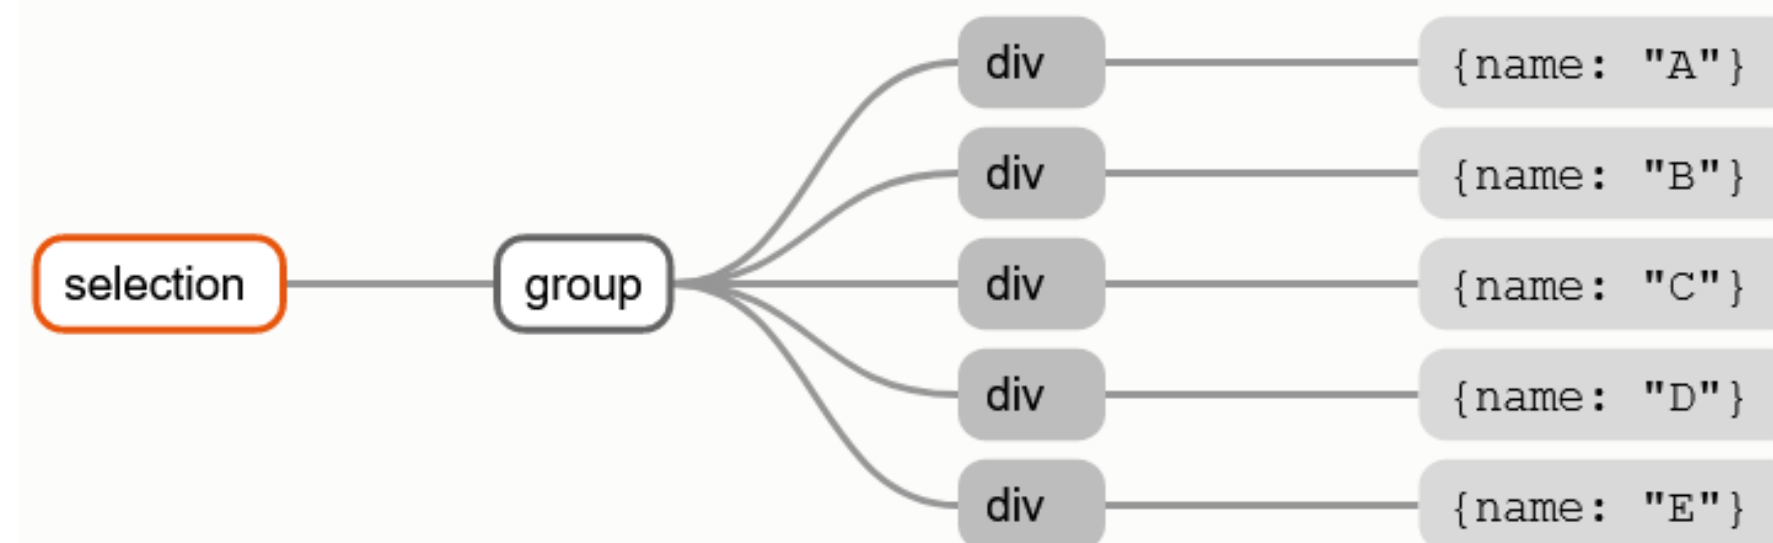 div {name: "A"}
div {name: "B"}
selection group div {name: "C"}
div {name: "D"}
div {name: "E"}